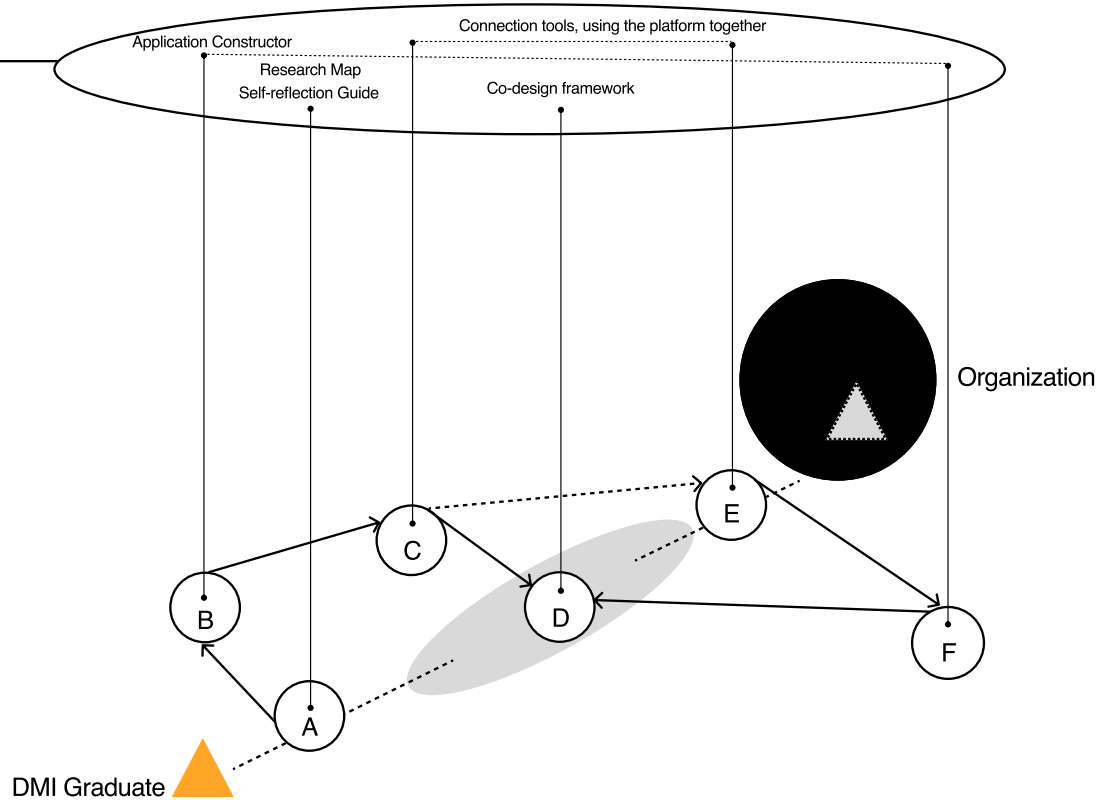 Connection tools, using the platform together
Application Constructor
Research Map
Self-reflection Guide
Co-design framework
Organization
E
C
B
D
F
A
DMI Graduate